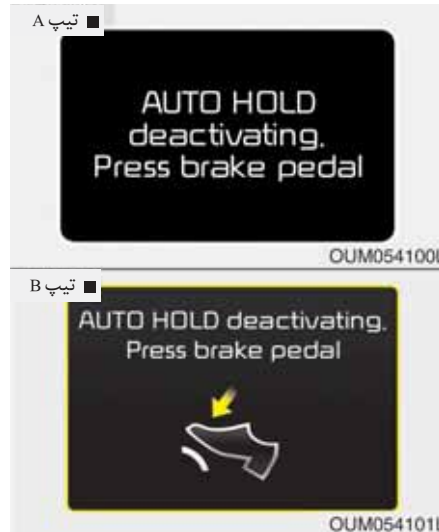 ■ تیپ A
AUTO HOLD
deactivating.
Press brake pedal
OUM054100L
■ تیپ B
AUTO HOLD deactivating.
Press brake pedal
OUM054101L